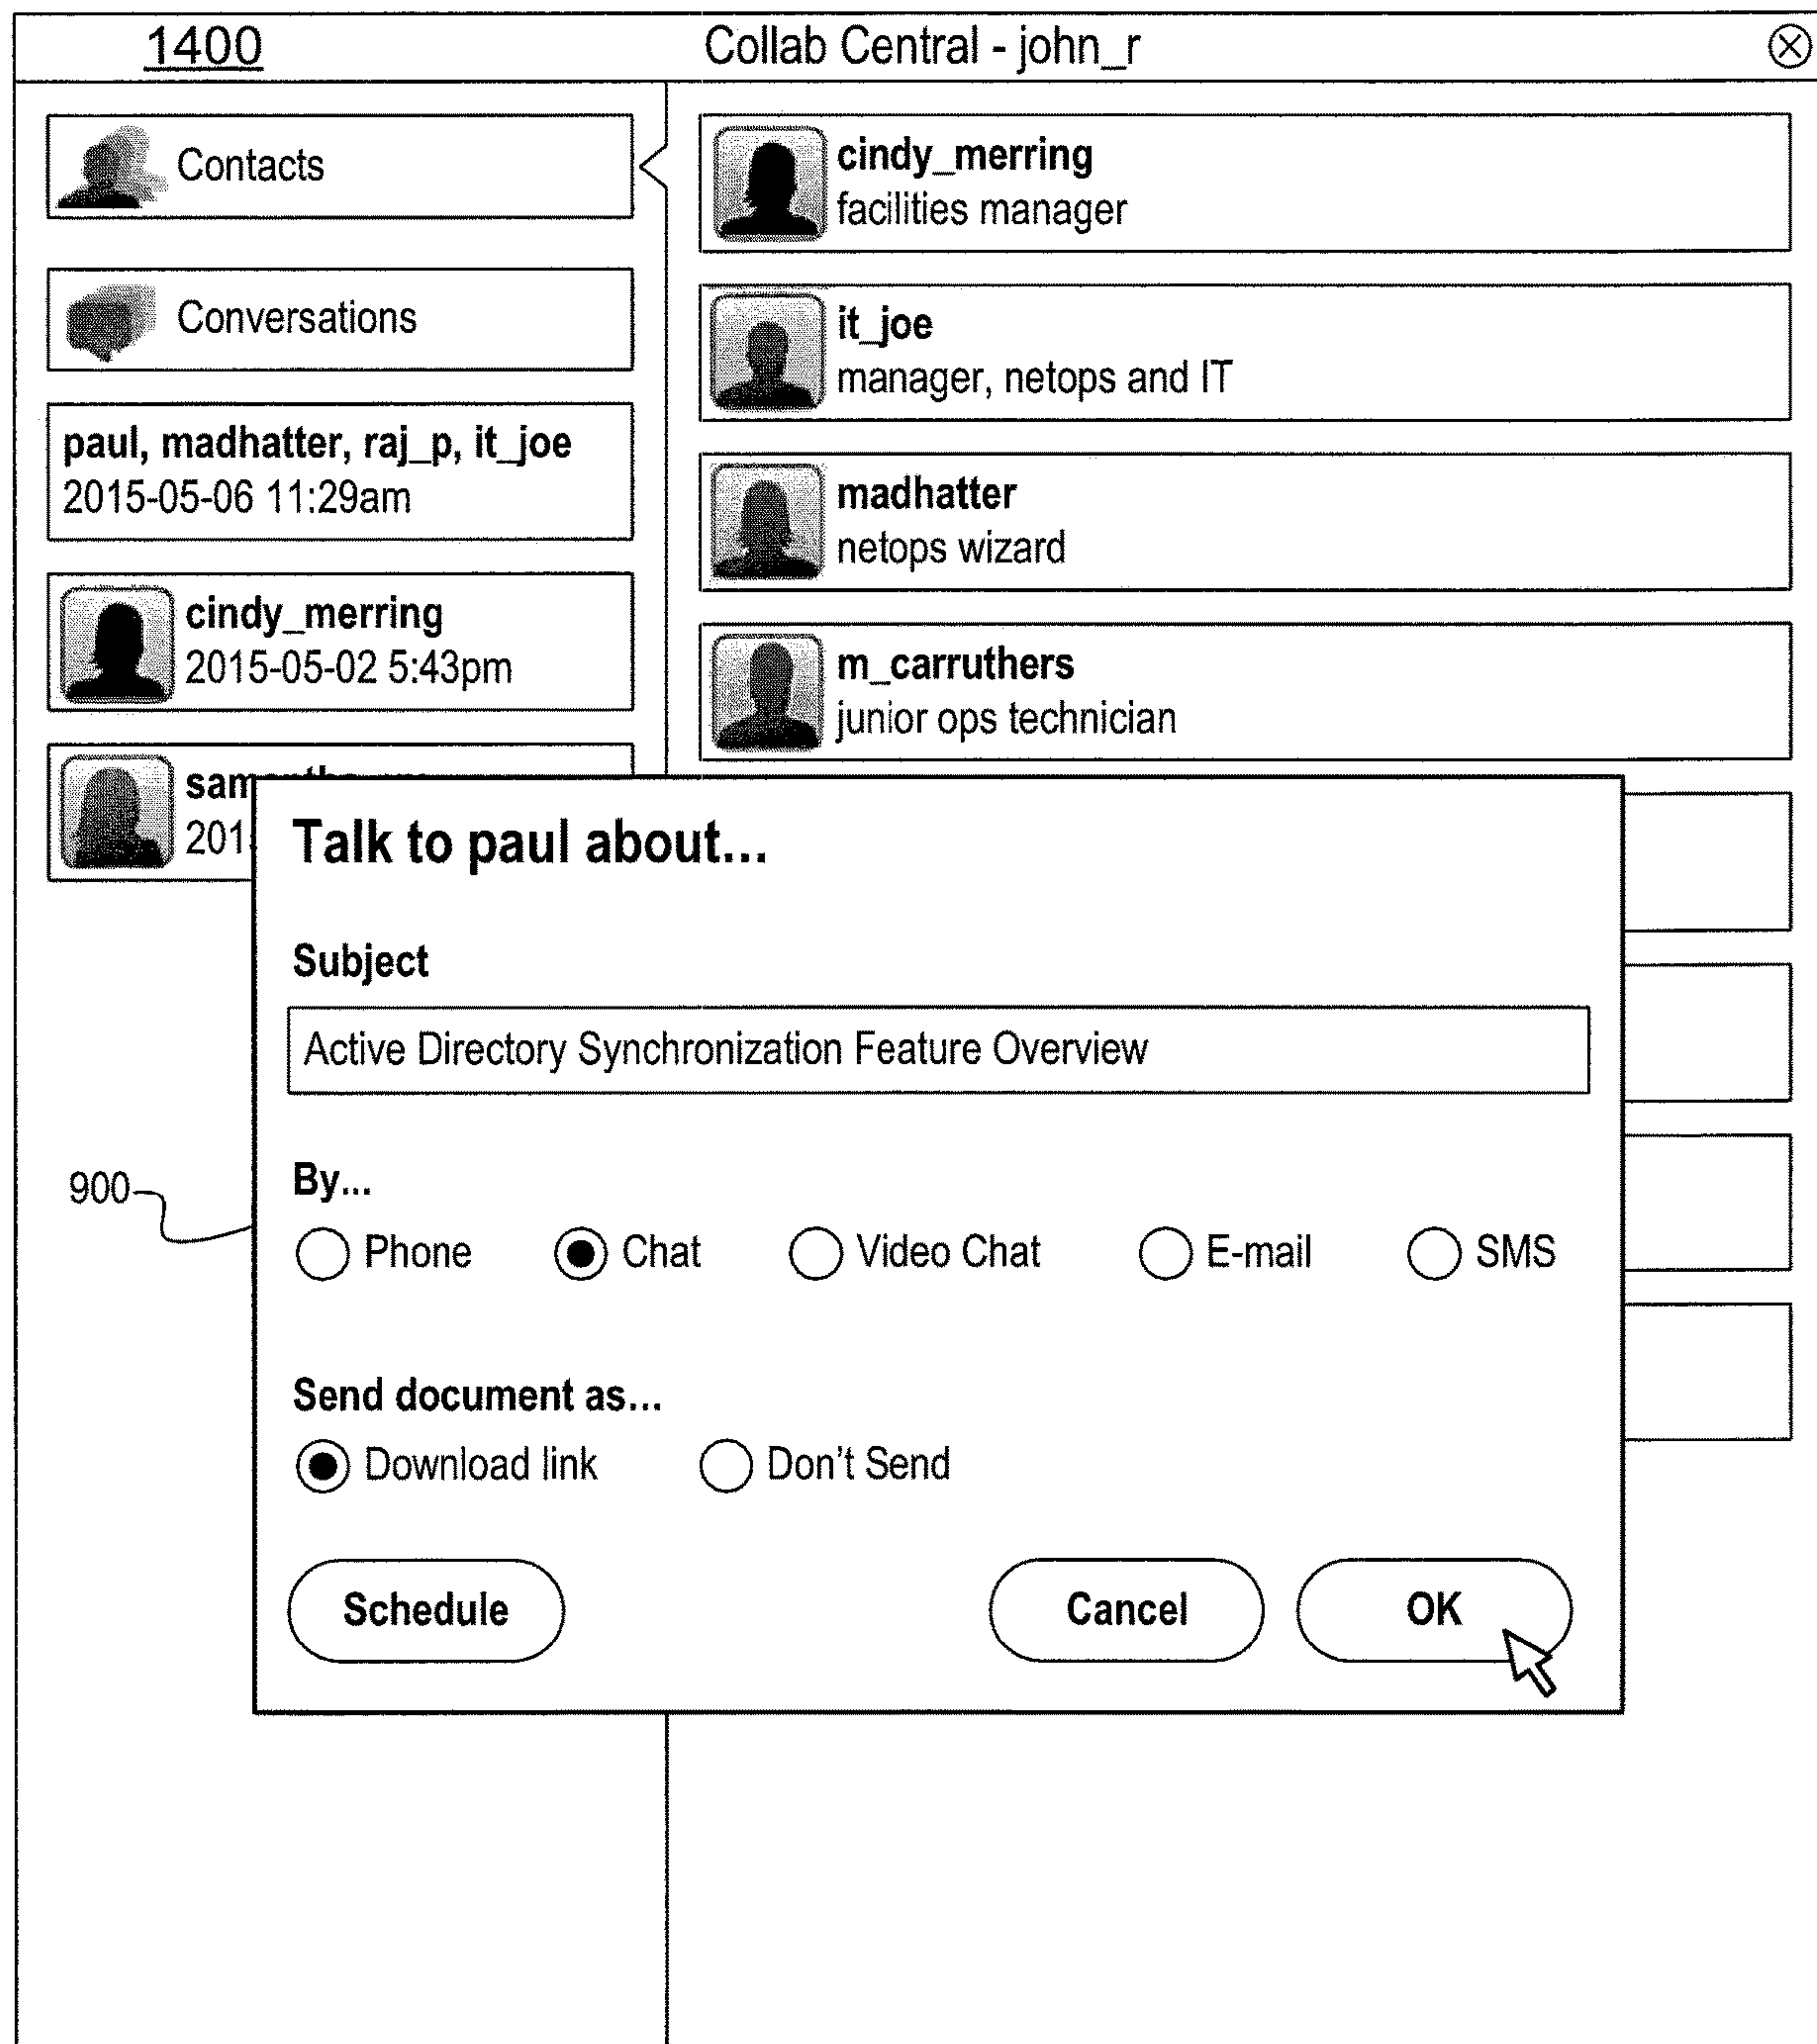 1400
Collab Central - john_r
Contacts
Conversations
paul, madhatter, raj_p, it_joe
2015-05-06 11:29am
cindy_merring
2015-05-02 5:43pm
cindy_merring
facilities manager
it_joe
manager, netops and IT
madhatter
netops wizard
m_carruthers
junior ops technician
Talk to paul about...
Subject
Active Directory Synchronization Feature Overview
900
By...
Phone Chat Video Chat E-mail SMS
Send document as...
Download link Don't Send
Schedule Cancel OK